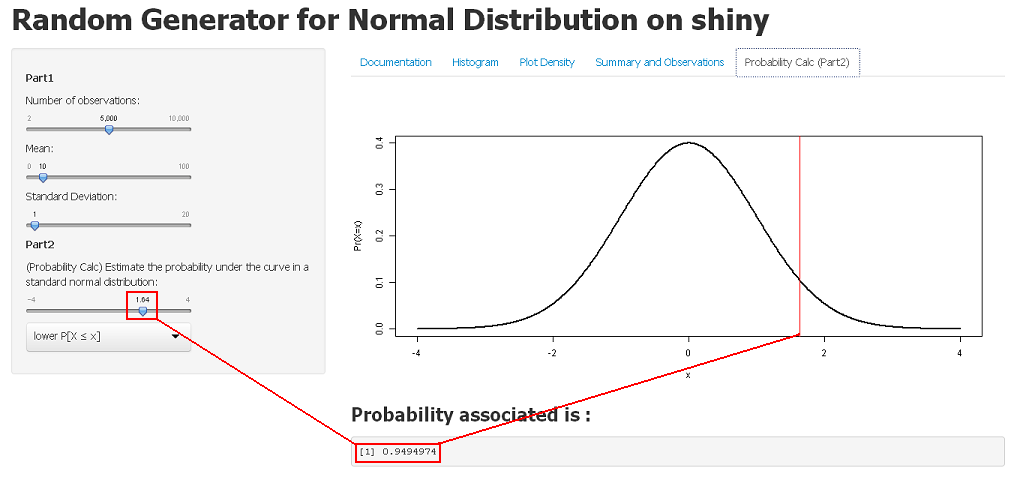 Random Generator for Normal Distribution on shiny
Documentation Histogram Plot Density Summary and Observations Probability Calc (Part2)
Part1
Number of observations:
2 5,000 10,000
Mean:
0 10 100
Standard Deviation:
1 20
Part2
(Probability Calc) Estimate the probability under the curve in a
standard normal distribution:
-4 1.64 4
lower P[X ≤ x]
0.4
0.3
0.2
0.1
0.0
Pr(X=x)
-4 -2 0 2 4
x
Probability associated is :
[1] 0.9494974